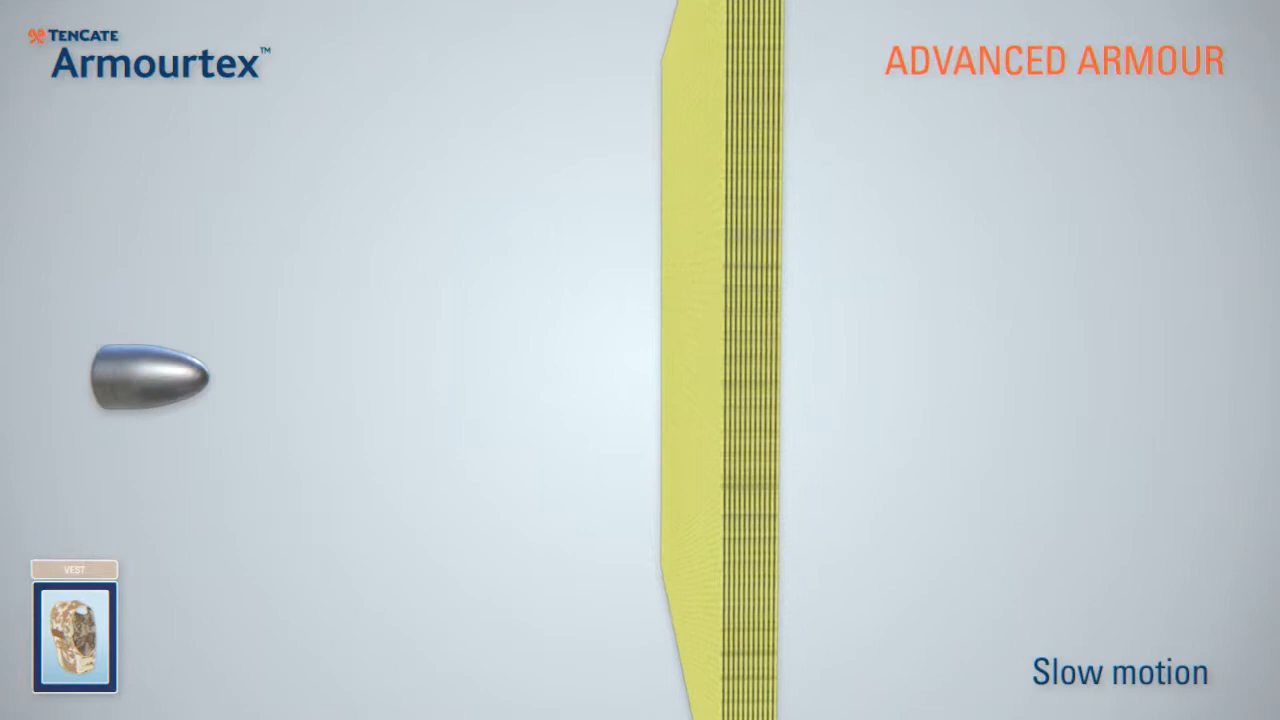 TENCATE
Armourtex™
ADVANCED ARMOUR
VEST
Slow motion